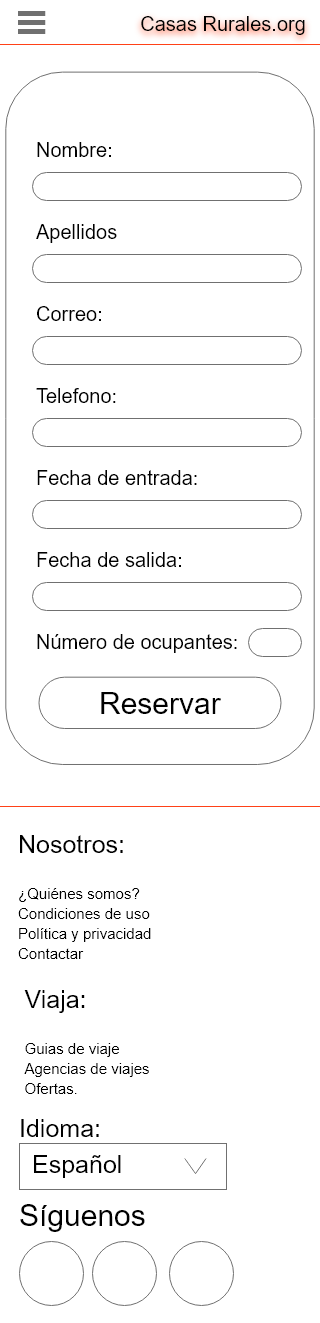 Casas Rurales.org
Nombre:
Apellidos
Correo:
Telefono:
Fecha de entrada:
Fecha de salida:
Número de ocupantes:
Reservar
Nosotros:
¿Quiénes somos?
Condiciones de uso
Política y privacidad
Contactar
Viaja:
Guias de viaje
Agencias de viajes
Ofertas.
Idioma:
Español
Síguenos